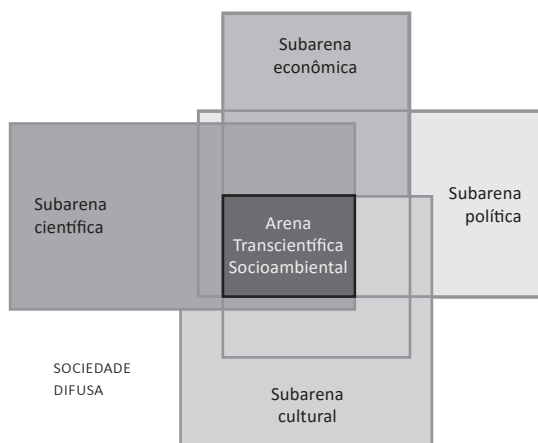 Subarena
econômica
Subarena
científica
Subarena
política
Arena
Transcientífica
Socioambiental
SOCIEDADE
DIFUSA
Subarena
cultural